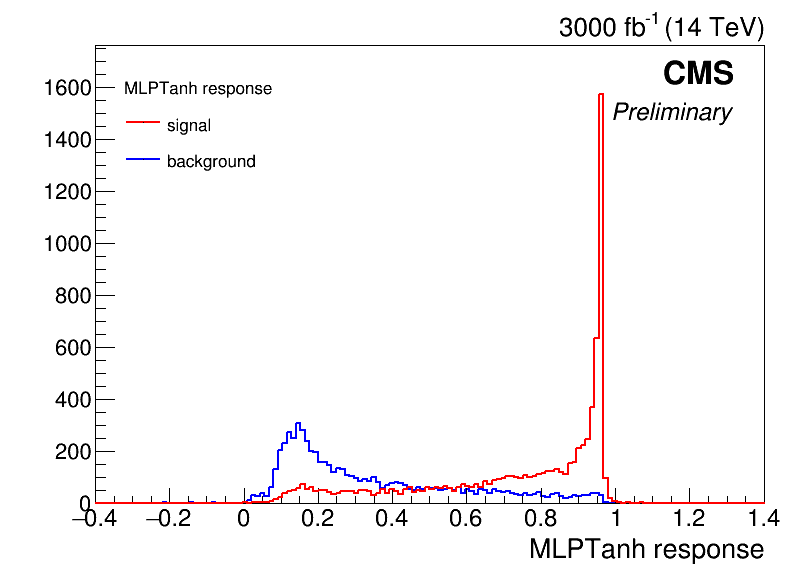 3000 fb-1 (14 TeV)
CMS
Preliminary
MLPTanh response
signal
background
1600
1400
1200
1000
800
600
400
200
0
−0.4 −0.2 0 0.2 0.4 0.6 0.8 1 1.2 1.4
MLPTanh response